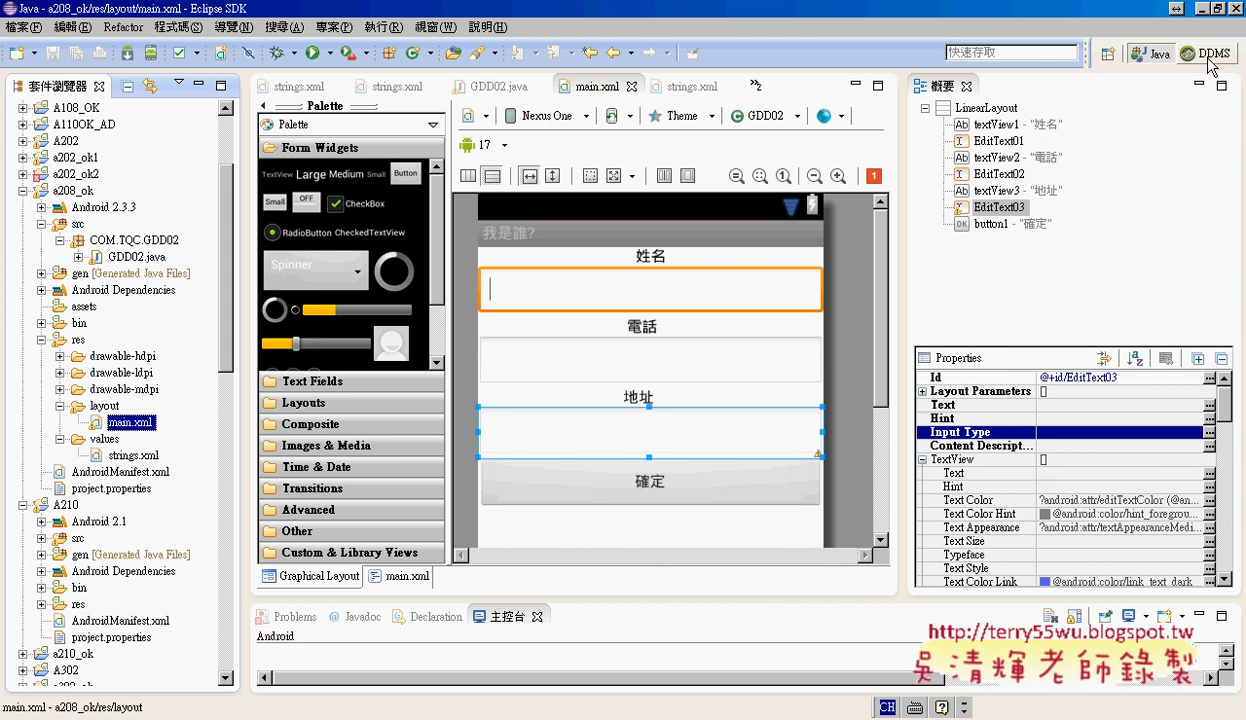 Java - a208_ok/res/layout/main.xml - Eclipse SDK
檔案(F) 編輯(E) Refactor 程式碼(S) 導覽(N) 搜尋(A) 專案(P) 執行(R) 視窗(W) 說明(H)
快速存取
Java
DDMS
套件瀏覽器
A108_OK
A110OK_AD
A202
a202_ok1
a202_ok2
a208_ok
Android 2.3.3
src
COM.TQC.GDD02
GDD02.java
gen [Generated Java Files]
Android Dependencies
assets
bin
res
drawable-hdpi
drawable-ldpi
drawable-mdpi
layout
main.xml
values
strings.xml
AndroidManifest.xml
project.properties
A210
Android 2.1
src
gen [Generated Java Files]
Android Dependencies
bin
res
AndroidManifest.xml
project.properties
a210_ok
A302
strings.xml strings.xml GDD02.java main.xml strings.xml
Palette
Palette
Form Widgets
TextView Large Medium Small Button
Small OFF CheckBox
RadioButton CheckedTextView
Spinner
Text Fields
Layouts
Composite
Images & Media
Time & Date
Transitions
Advanced
Other
Custom & Library Views
Graphical Layout main.xml
Nexus One Theme GDD02
17
1
我是誰?
姓名
電話
地址
確定
概要
LinearLayout
textView1 - "姓名"
EditText01
textView2 - "電話"
EditText02
textView3 - "地址"
EditText03
button1 - "確定"
Properties
Id @+id/EditText03
Layout Parameters []
Text
Hint
Input Type
Content Descript...
TextView []
Text
Hint
Text Color ?android:attr/editTextColor (@an...
Text Color Hint @android:color/hint_foregrou...
Text Appearance ?android:attr/textAppearanceMedi...
Text Size
Typeface
Text Style
Text Color Link @android:color/link_text_dark
Problems Javadoc Declaration 主控台
Android
http://terry55wu.blogspot.tw
吳清輝老師錄製
main.xml - a208_ok/res/layout
CH